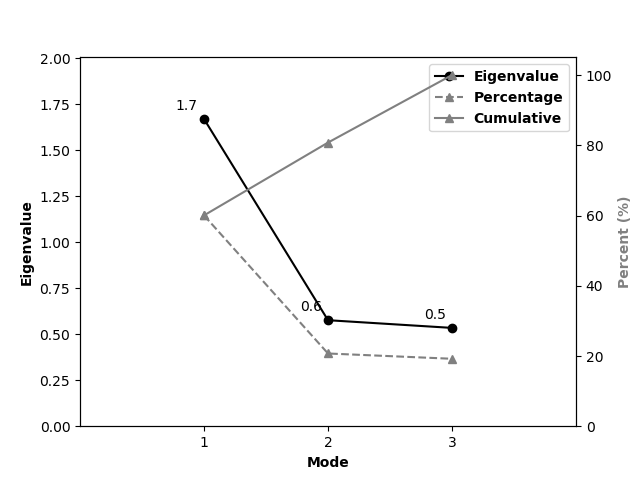 2.00
1.75
1.50
1.25
1.00
0.75
0.50
0.25
0.00
Eigenvalue
1.7
0.6
0.5
Eigenvalue
Percentage
Cumulative
100
80
60
40
20
0
Percent (%)
1 2 3
Mode